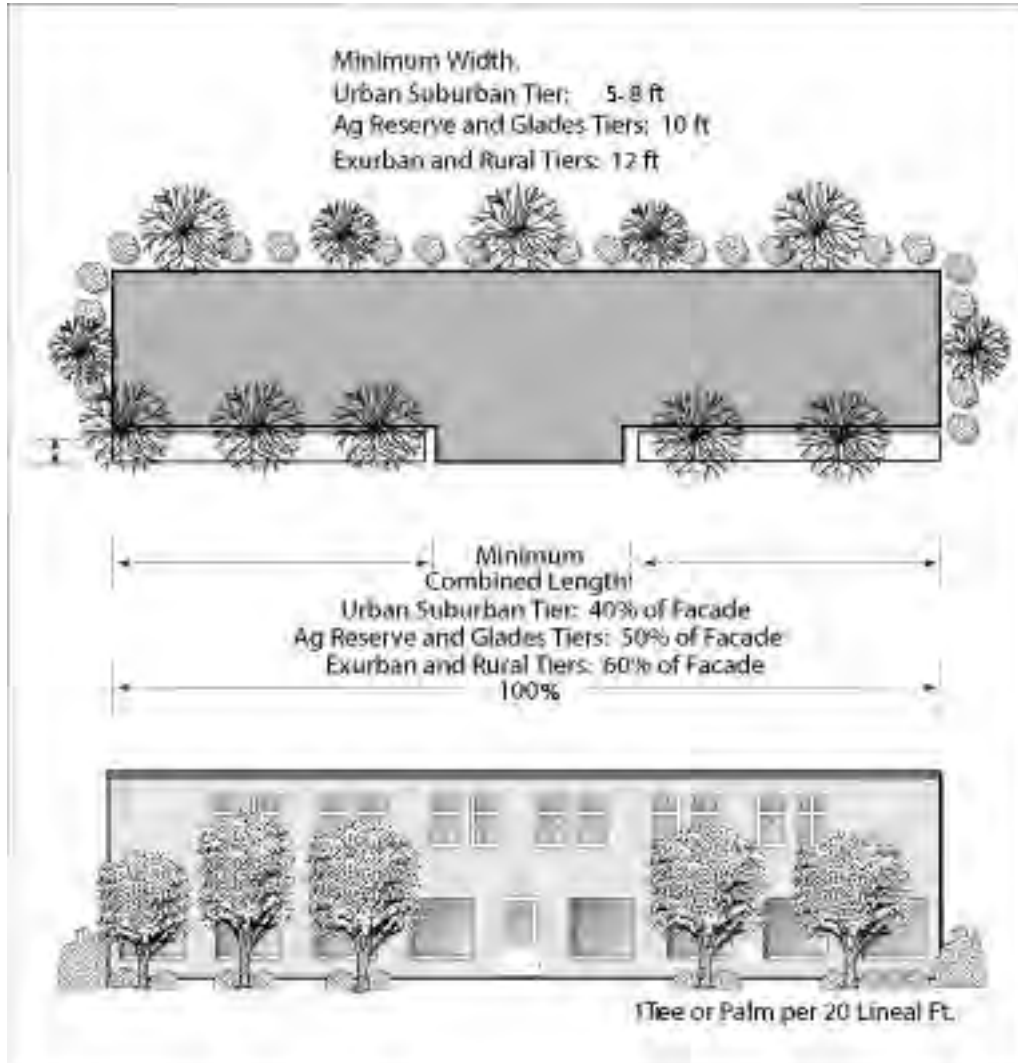 Minimum Width.
Urban Suburban Tier: 5-8 ft
Ag Reserve and Glades Tiers: 10 ft
Exurban and Rural Tiers: 12 ft
Minimum
Combined Length
Urban Suburban Tier: 40% of Facade
Ag Reserve and Glades Tiers: 50% of Facade
Exurban and Rural Tiers: 60% of Facade
100%
1Tree or Palm per 20 Lineal Ft.